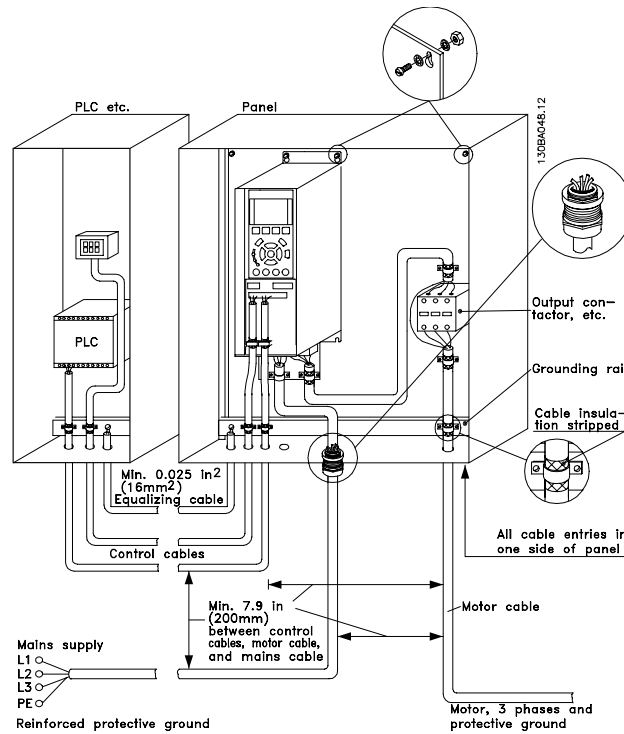 PLC etc.
Panel
130BA048.12
PLC
Output con-
tactor, etc.
Grounding rai
Cable insula-
tion stripped
Min. 0.025 in2
(16mm2)
Equalizing cable
Control cables
All cable entries in
one side of panel
Min. 7.9 in
(200mm)
between control
cables, motor cable,
and mains cable
Motor cable
Mains supply
L1
L2
L3
PE
Reinforced protective ground
Motor, 3 phases and
protective ground